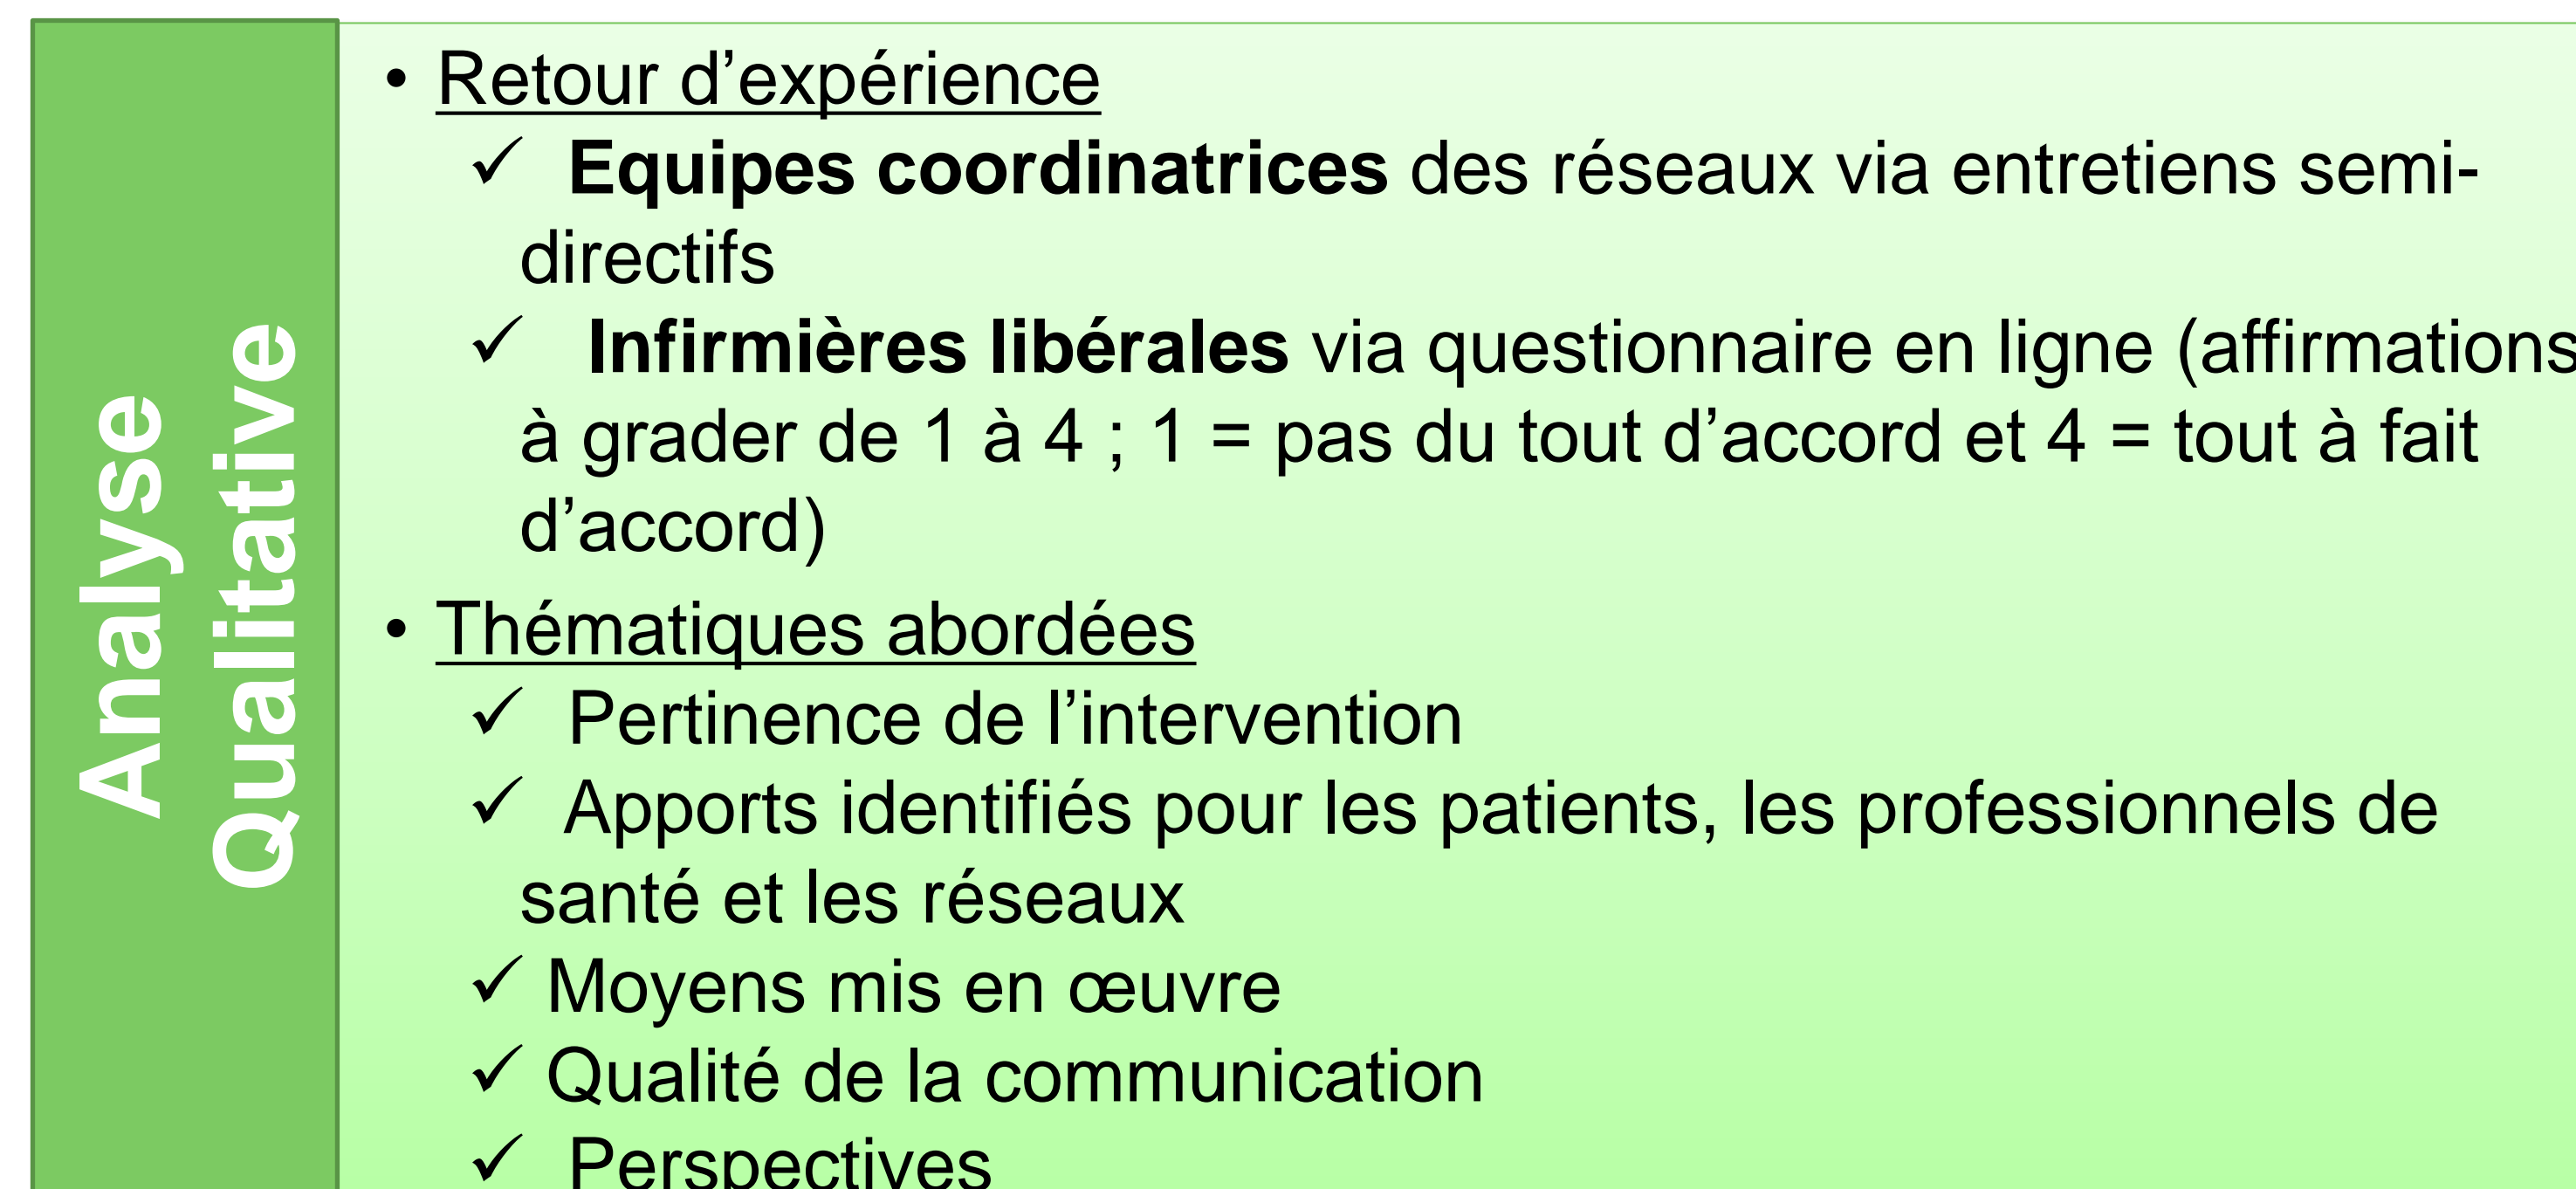 Analyse
Qualitative
• Retour d’expérience
✓ Equipes coordinatrices des réseaux via entretiens semi-
directifs
✓ Infirmières libérales via questionnaire en ligne (affirmations
à grader de 1 à 4 ; 1 = pas du tout d’accord et 4 = tout à fait
d’accord)
• Thématiques abordées
✓ Pertinence de l’intervention
✓ Apports identifiés pour les patients, les professionnels de
santé et les réseaux
✓ Moyens mis en œuvre
✓ Qualité de la communication
✓ Perspectives